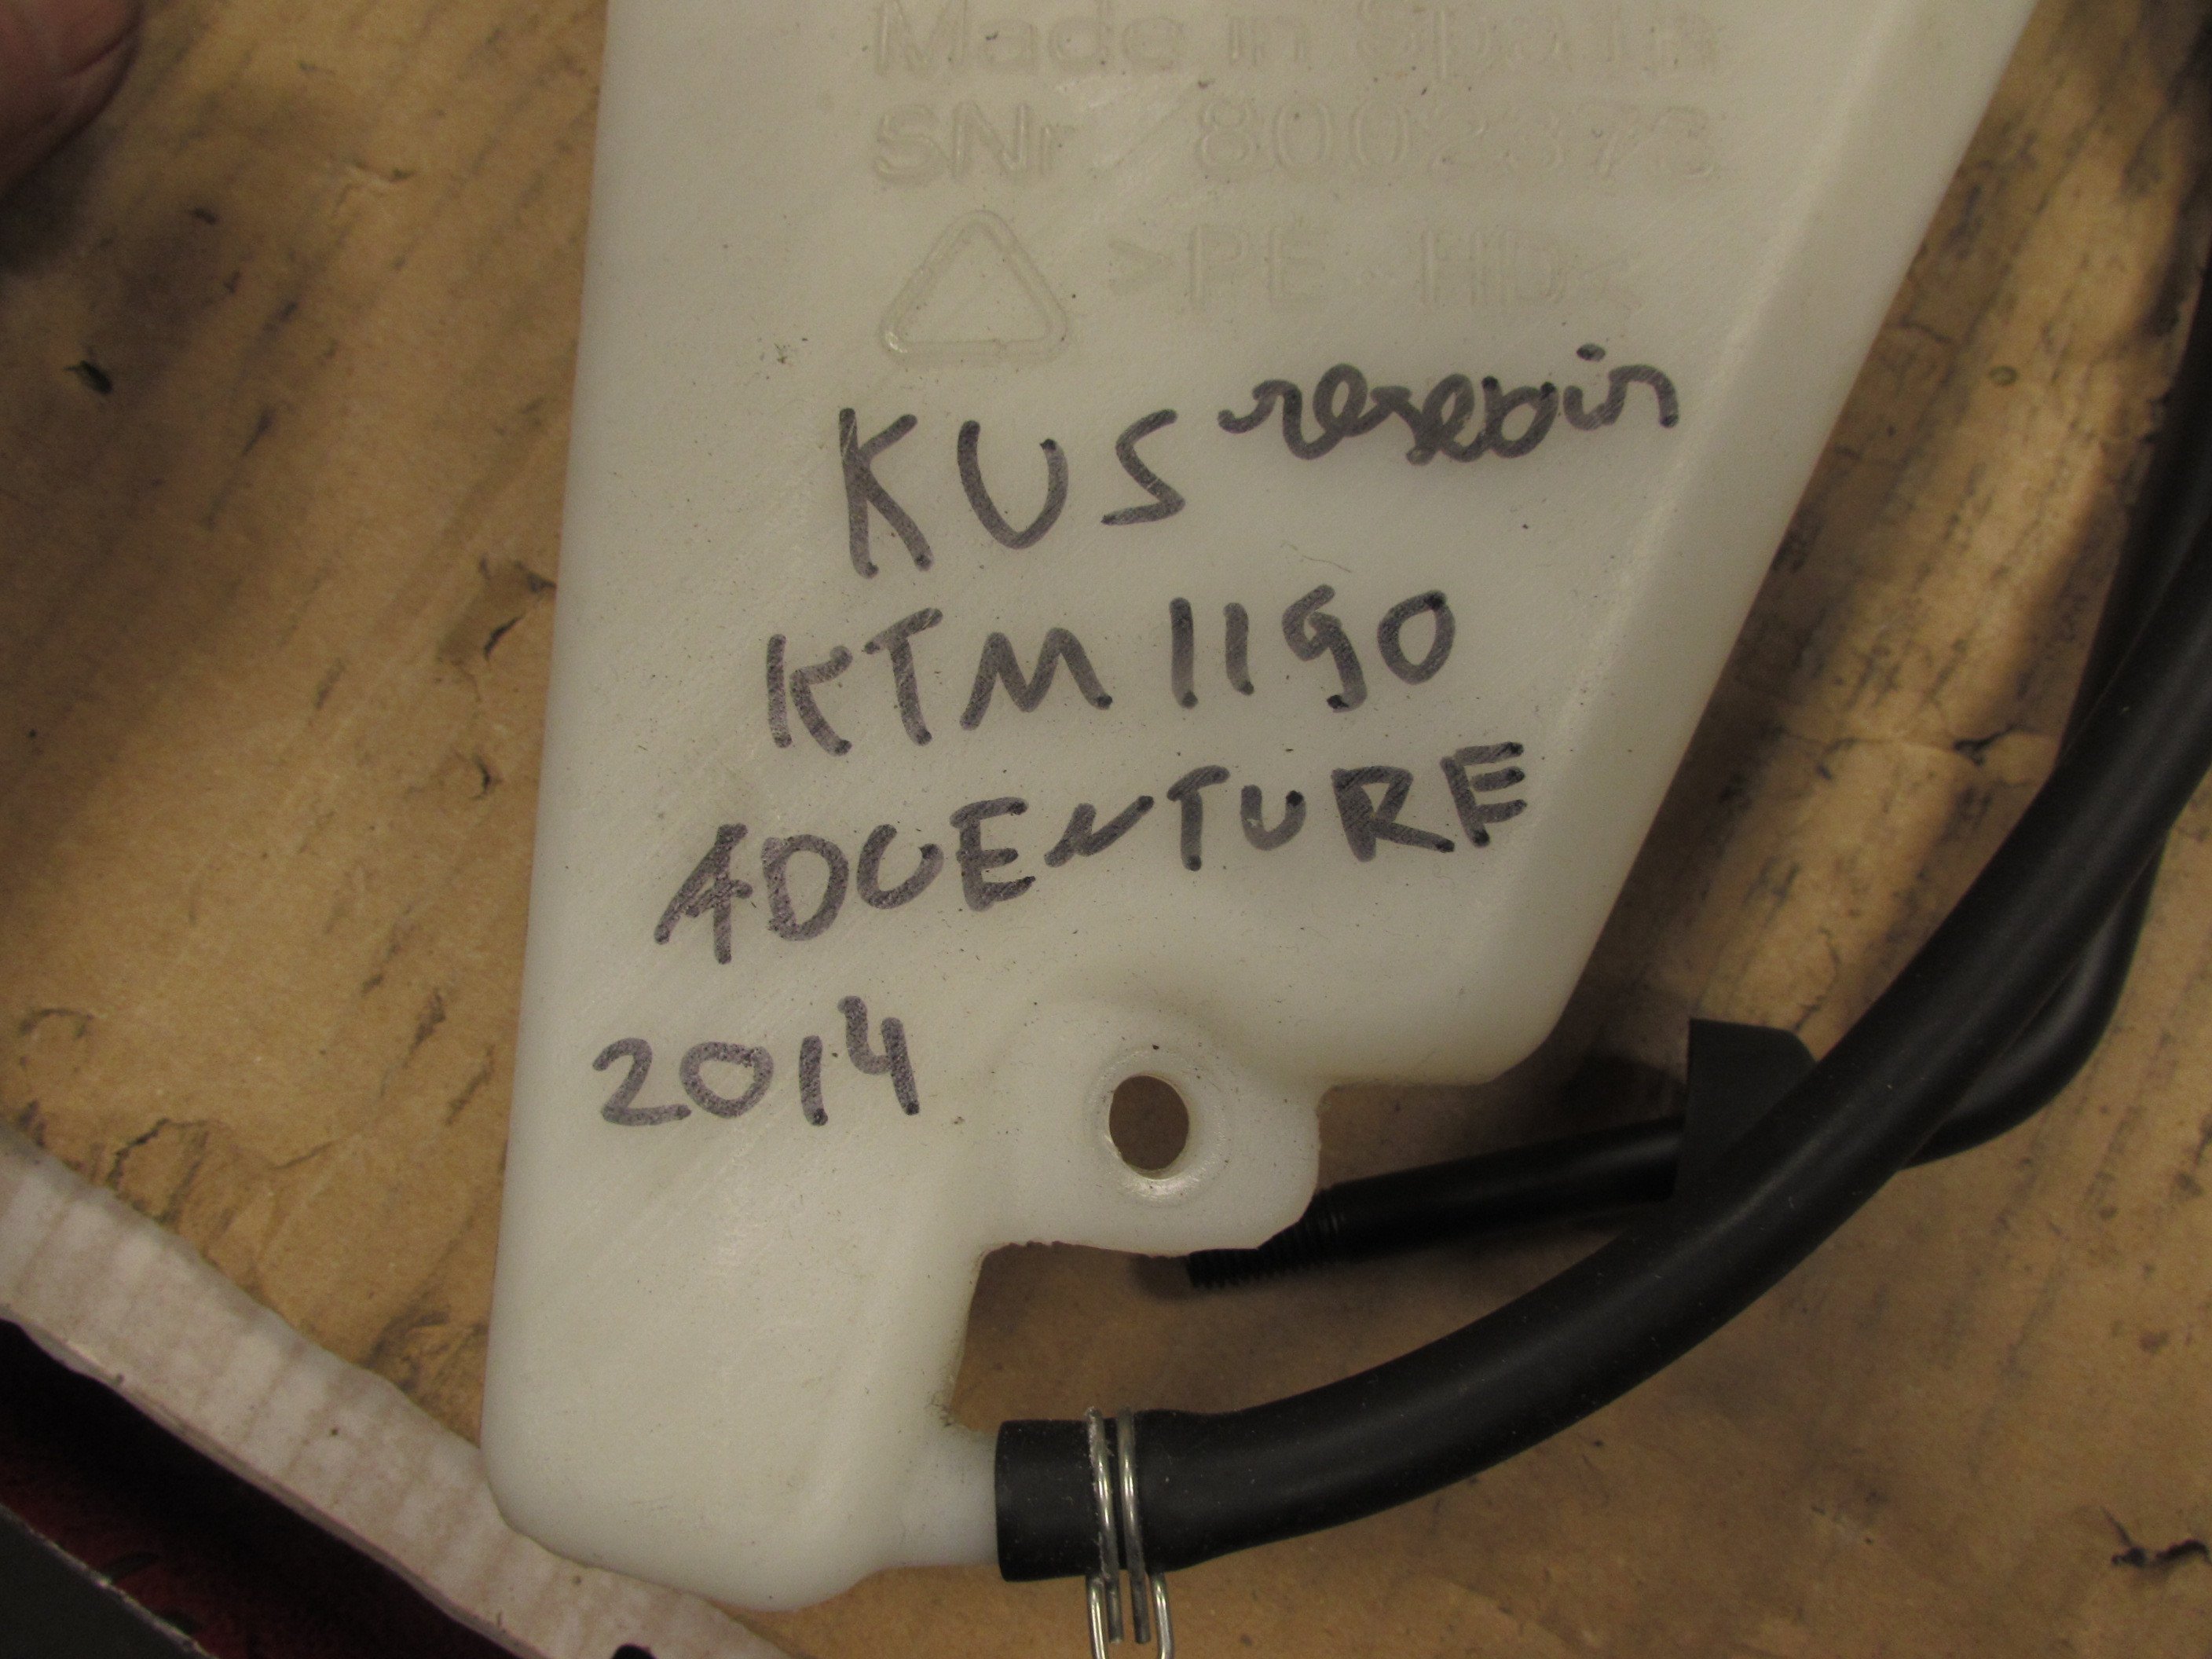 Made in Spain
SNr 8002373
>PE-HD<
KUS reservoir
KTM 1190
ADVENTURE
2014